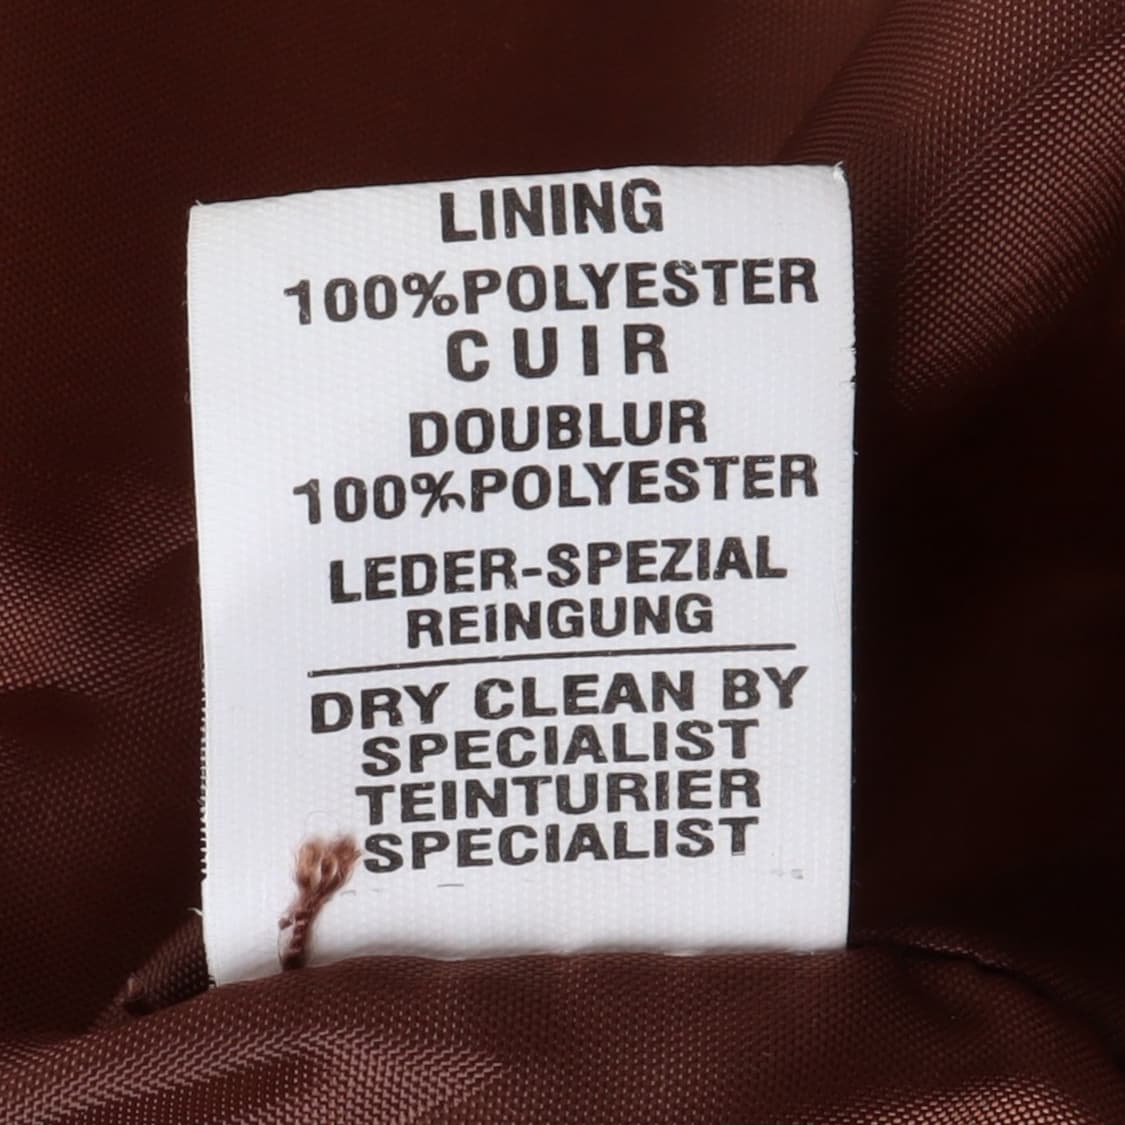 LINING
100%POLYESTER
CUIR
DOUBLUR
100%POLYESTER
LEDER-SPEZIAL
REINGUNG
DRY CLEAN BY
SPECIALIST
TEINTURIER
SPECIALIST